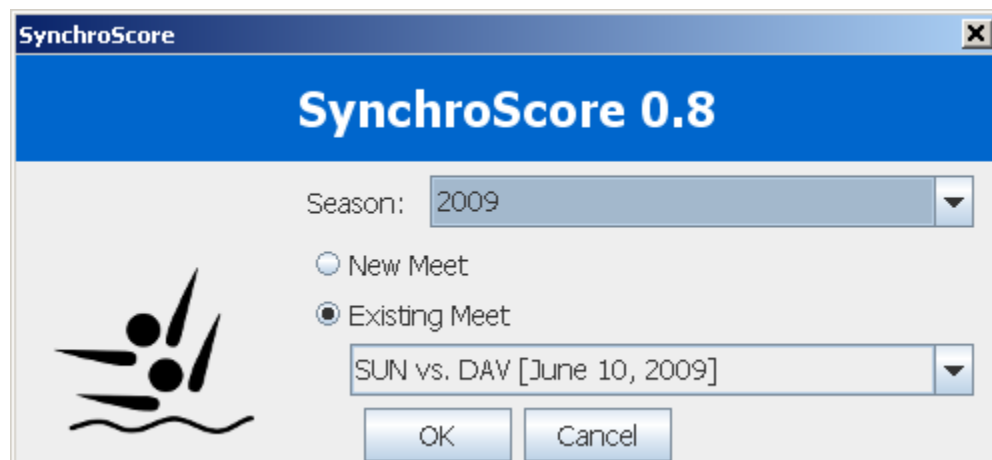 SynchroScore
SynchroScore 0.8
Season: 2009
New Meet
Existing Meet
SUN vs. DAV [June 10, 2009]
OK Cancel